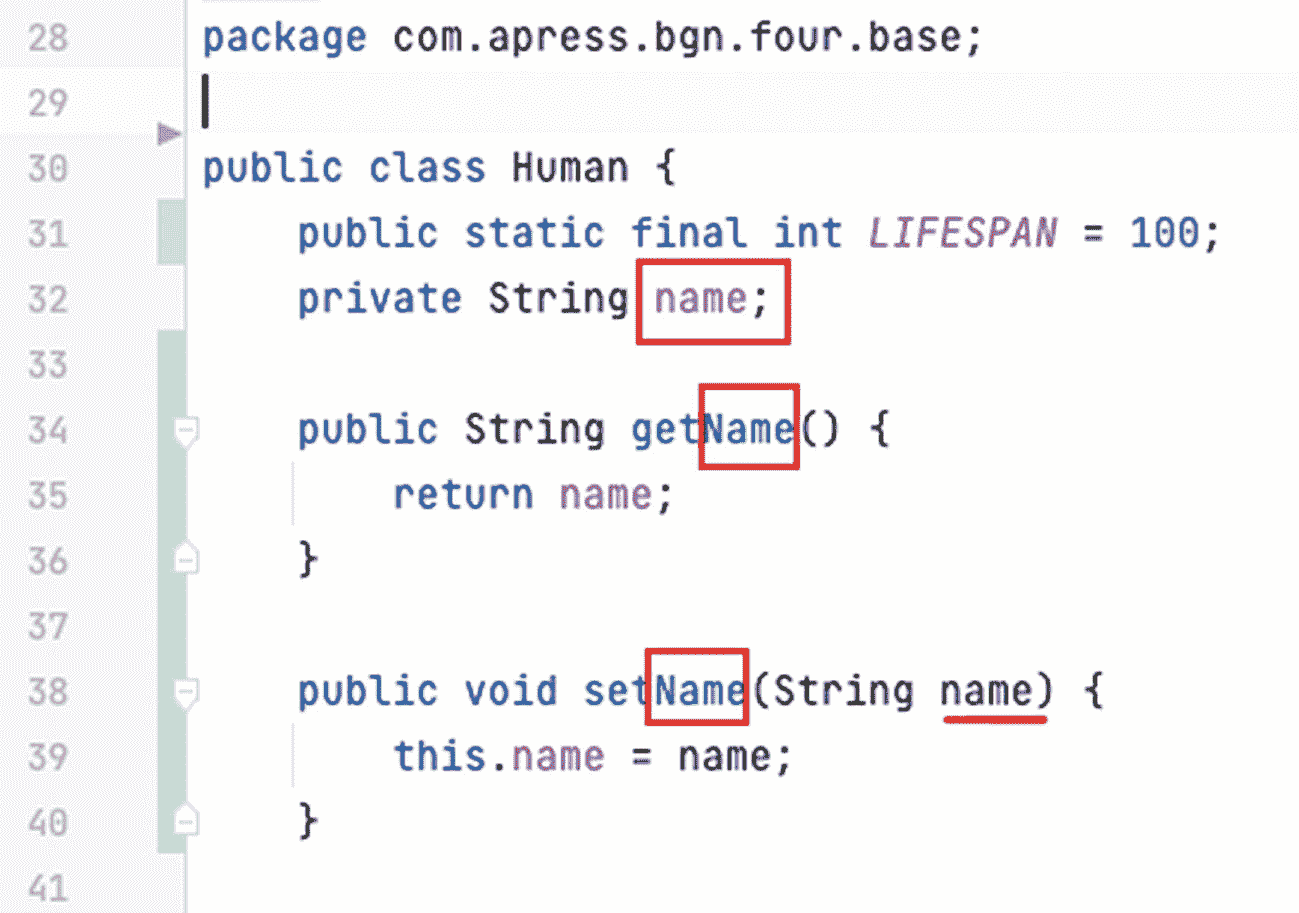 28 package com.apress.bgn.four.base;
29
30 public class Human {
31 public static final int LIFESPAN = 100;
32 private String name;
33
34 public String getName() {
35 return name;
36 }
37
38 public void setName(String name) {
39 this.name = name;
40 }
41